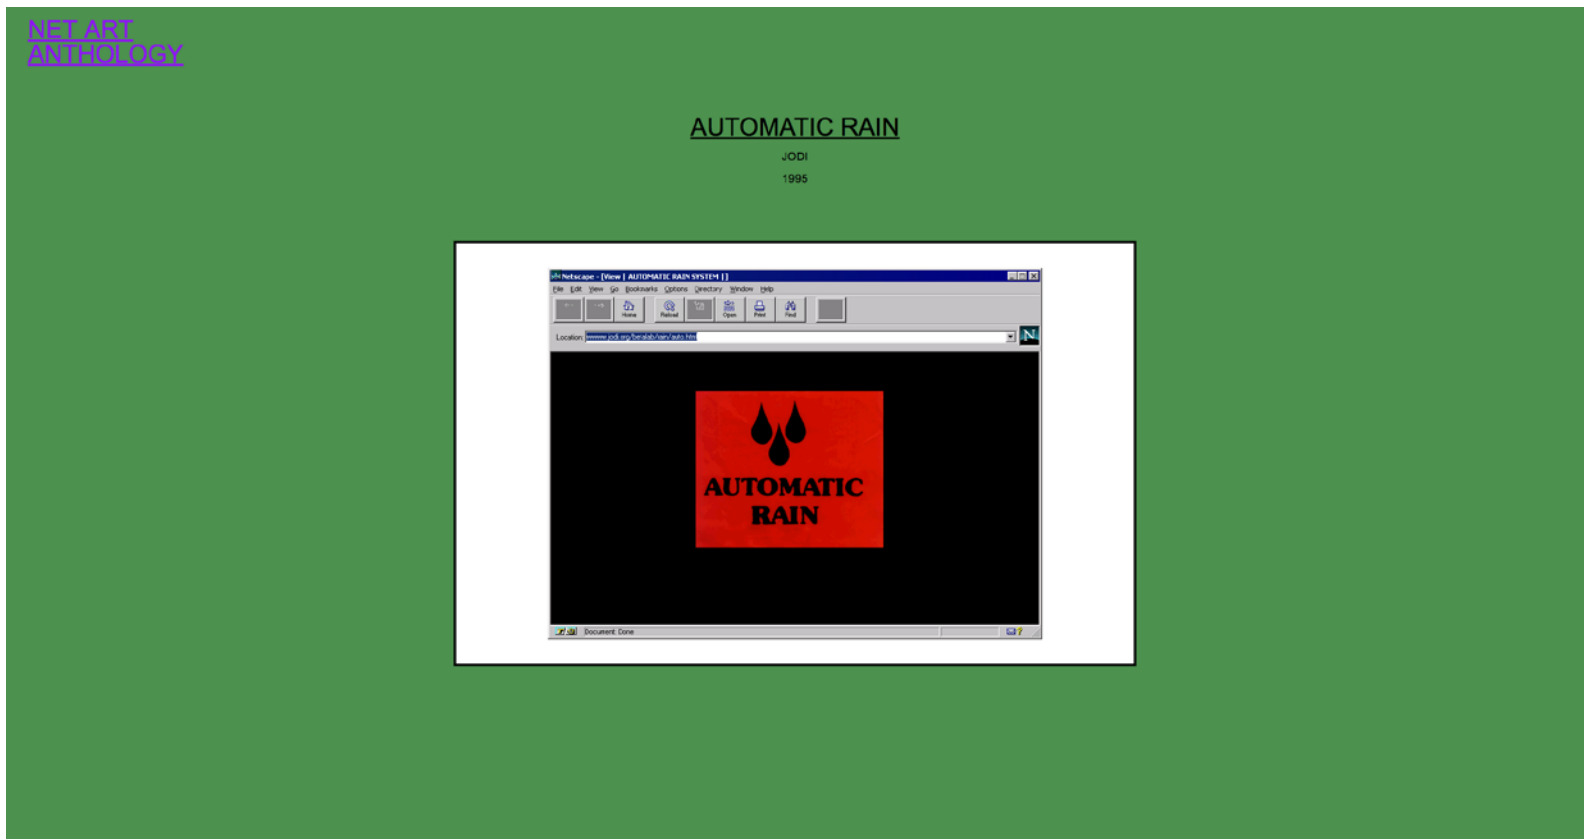 NET ART
ANTHOLOGY
AUTOMATIC RAIN
JODI
1995
Netscape - [View | AUTOMATIC RAIN SYSTEM |]
File Edit View Go Bookmarks Options Directory Window Help
Home Reload Open Print Find
Location:
N
AUTOMATIC
RAIN
Document: Done